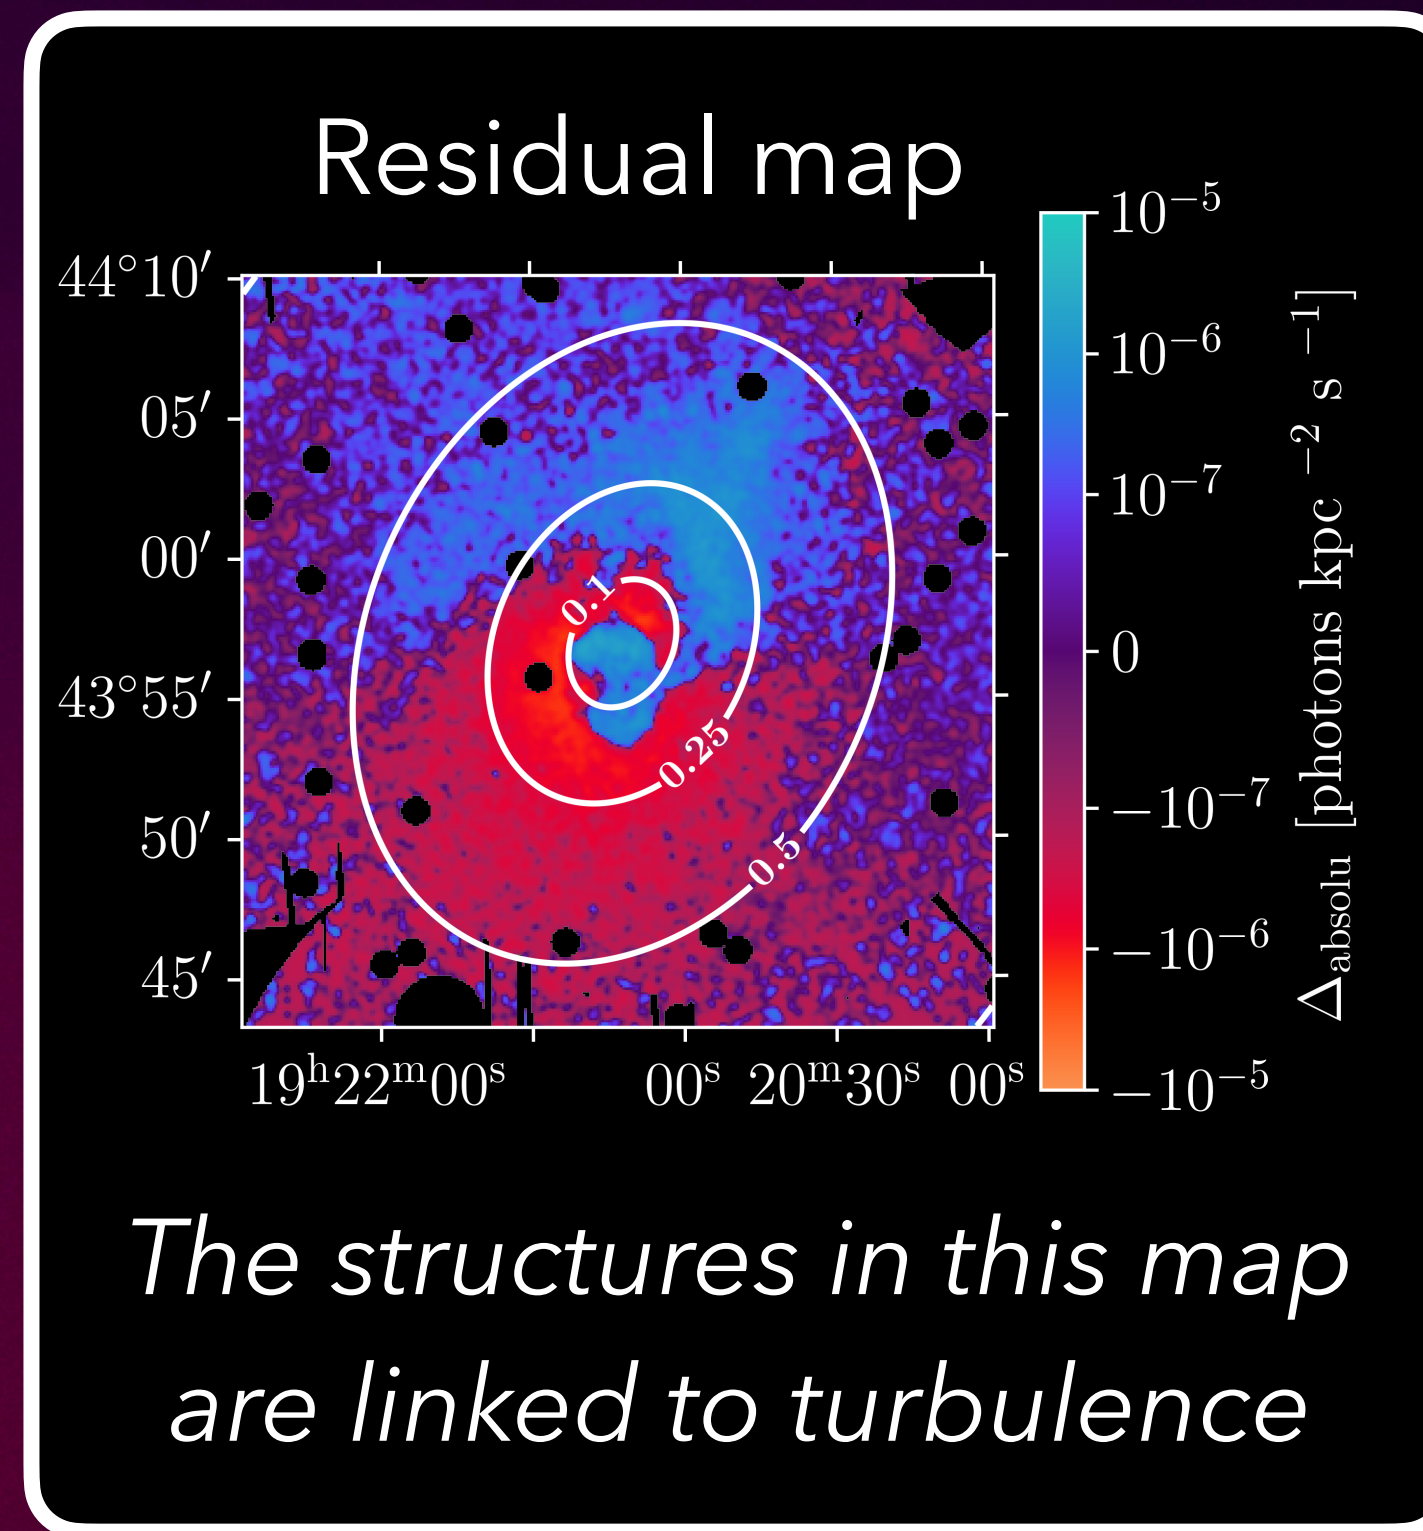 Residual map
44°10′
05′
00′
43°55′
50′
45′
19ʰ22ᵐ00ˢ
00ˢ
20ᵐ30ˢ
00ˢ
0.1
0.25
0.5
10⁻⁵
10⁻⁶
10⁻⁷
0
−10⁻⁷
−10⁻⁶
−10⁻⁵
Δabsolu [photons kpc ⁻² s ⁻¹]
The structures in this map
are linked to turbulence